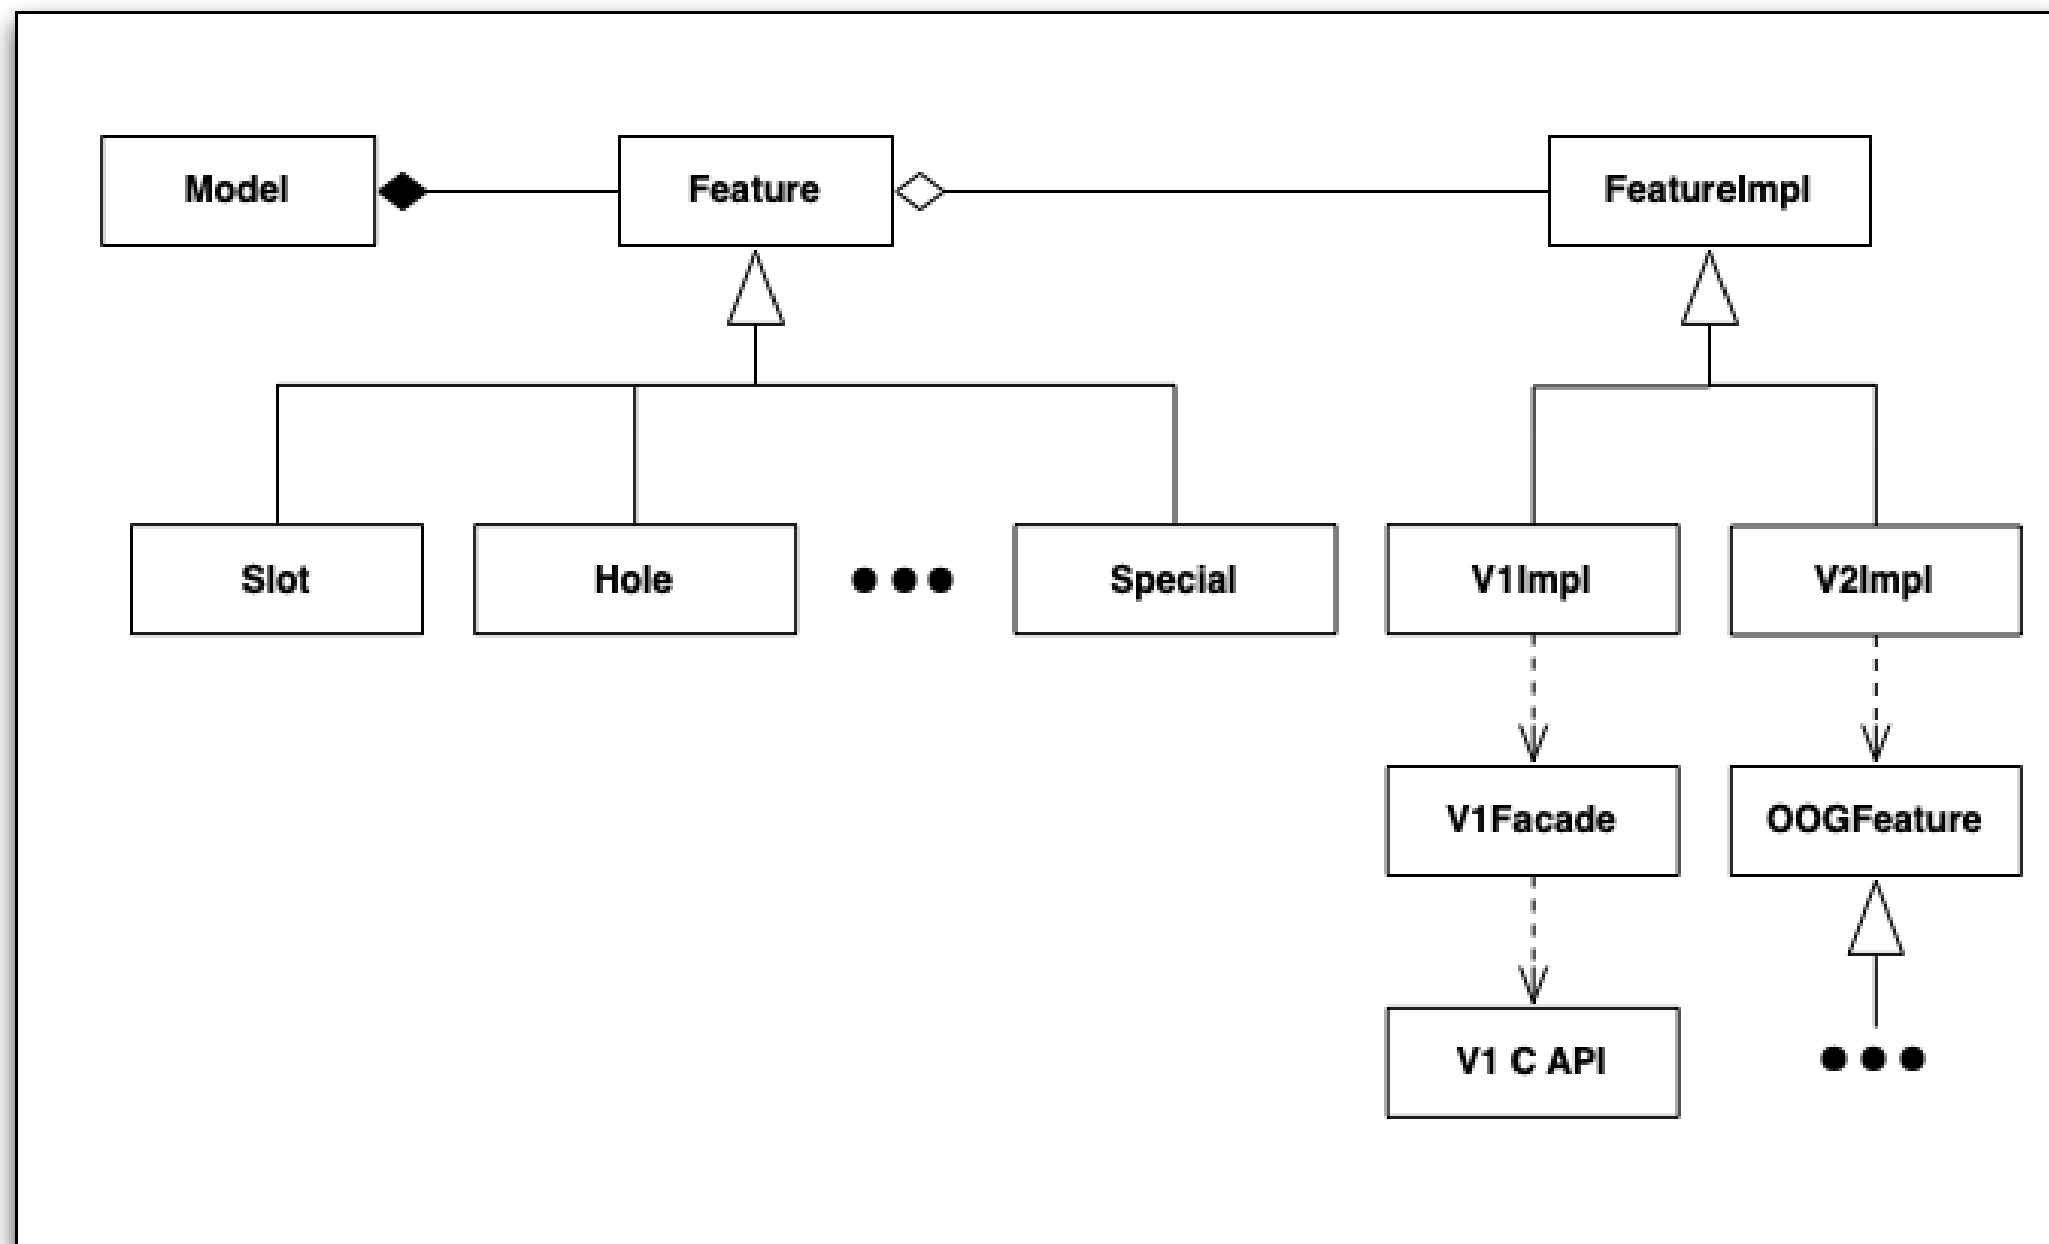 Model
Feature
FeatureImpl
Slot
Hole
Special
V1Impl
V2Impl
V1Facade
OOGFeature
V1 C API